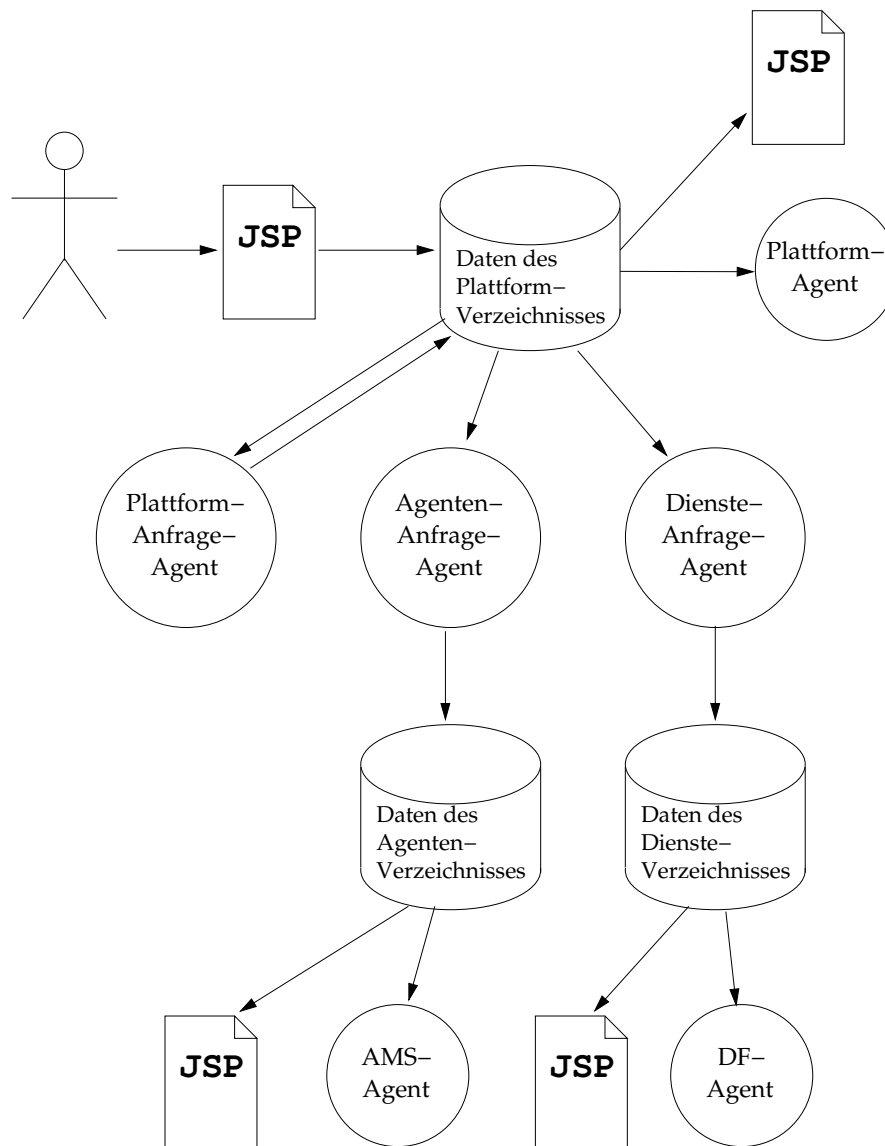 JSP
JSP
Daten des
Plattform–
Verzeichnisses
Plattform–
Agent
Plattform–
Anfrage–
Agent
Agenten–
Anfrage–
Agent
Dienste–
Anfrage–
Agent
Daten des
Agenten–
Verzeichnisses
Daten des
Dienste–
Verzeichnisses
JSP
AMS–
Agent
JSP
DF–
Agent